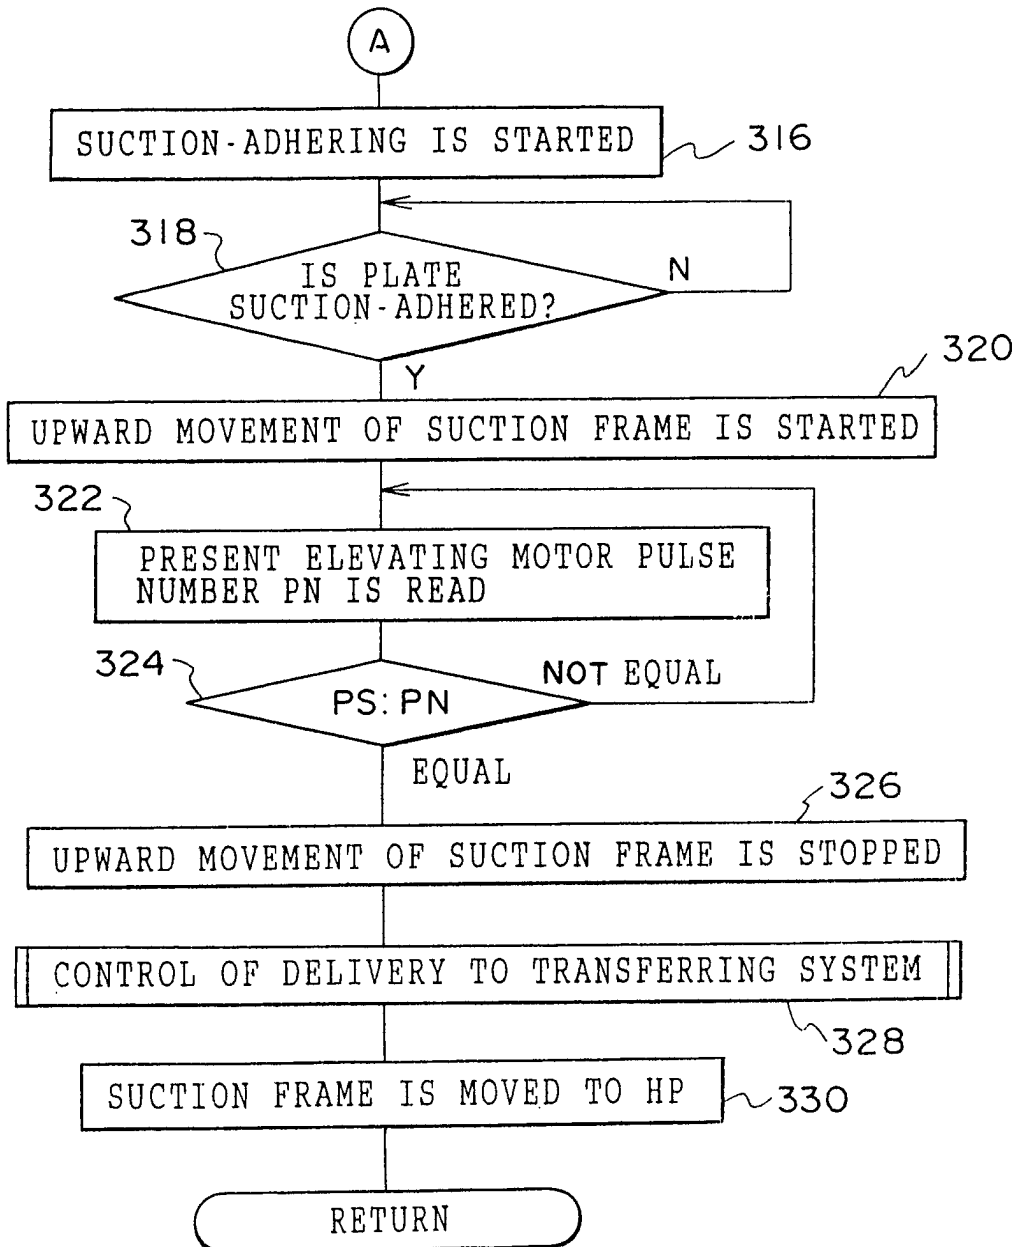 A
SUCTION-ADHERING IS STARTED
316
318
IS PLATE
SUCTION-ADHERED?
N
Y
320
UPWARD MOVEMENT OF SUCTION FRAME IS STARTED
322
PRESENT ELEVATING MOTOR PULSE
NUMBER PN IS READ
324
PS: PN
NOT EQUAL
EQUAL
326
UPWARD MOVEMENT OF SUCTION FRAME IS STOPPED
CONTROL OF DELIVERY TO TRANSFERRING SYSTEM
328
SUCTION FRAME IS MOVED TO HP
330
RETURN